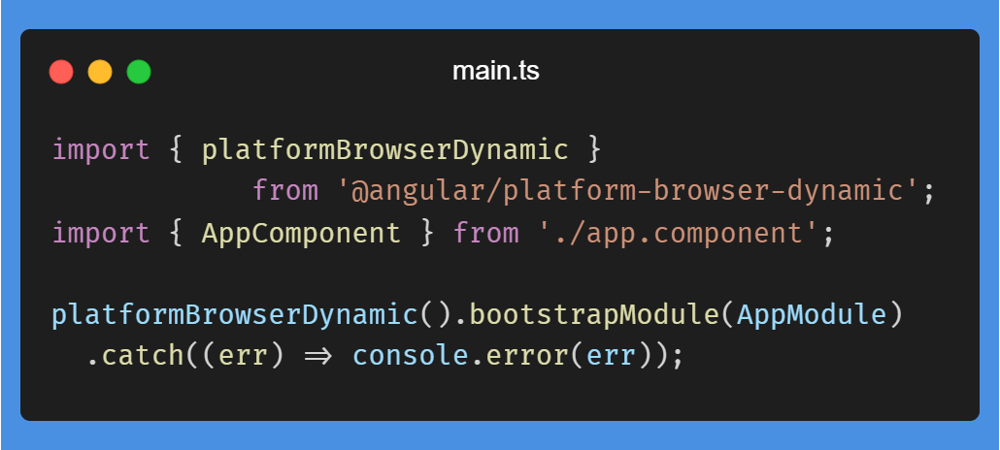 main.ts
import { platformBrowserDynamic }
from '@angular/platform-browser-dynamic';
import { AppComponent } from './app.component';
platformBrowserDynamic().bootstrapModule(AppModule)
.catch((err) => console.error(err));